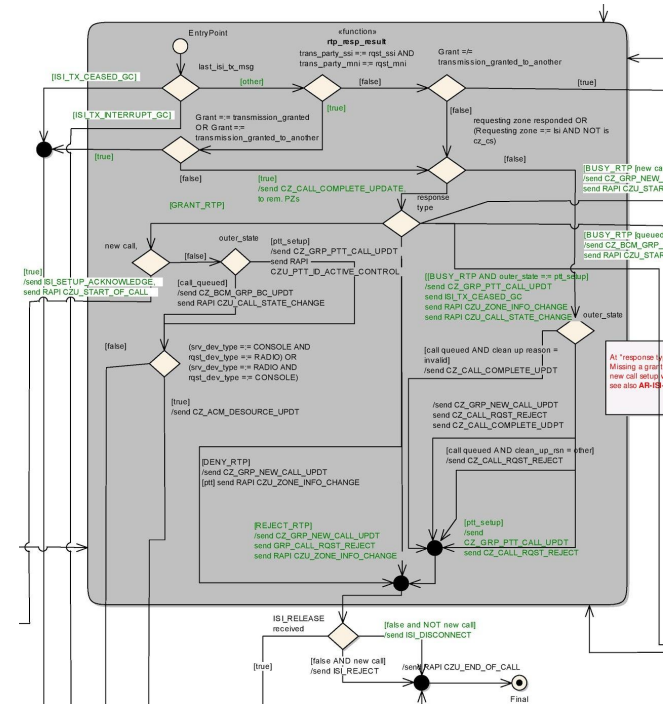 EntryPoint
«function»
rtp_resp_result
trans_party_ssi =:= rqst_ssi AND
trans_party_mni =:= rqst_mni
Grant =/=
transmission_granted_to_another
last_isi_tx_msg
[ISI_TX_CEASED_GC]
[other]
[false]
[true]
[true]
[ISI_TX_INTERRUPT_GC]
Grant =:= transmission_granted
OR Grant =:=
transmission_granted_to_another
[false]
requesting zone responded OR
(Requesting zone =:= Isi AND NOT is
cz_cs)
[true]
[false]
[false]
[true]
/send CZ_CALL_COMPLETE_UPDATE,
to rem. PZs
[BUSY_RTP [new ca
/send CZ_GRP_NEW_
send RAPI CZU_STAR
[GRANT_RTP]
response
type
new call,
outer_state
[false]
[ptt_setup]
/send CZ_GRP_PTT_CALL_UPDT
send RAPI
CZU_PTT_ID_ACTIVE_CONTROL
[BUSY_RTP [queued
/send CZ_BCM_GRP_
send RAPI CZU_STAR
[true]
/send ISI_SETUP_ACKNOWLEDGE,
send RAPI CZU_START_OF_CALL
[call_queued]
/send CZ_BCM_GRP_BC_UPDT
send RAPI CZU_CALL_STATE_CHANGE
[[BUSY_RTP AND outer_state =:= ptt_setup]
/send CZ_GRP_PTT_CALL_UPDT
send ISI_TX_CEASED_GC
send RAPI CZU_ZONE_INFO_CHANGE
send RAPI CZU_CALL_STATE_CHANGE
outer_state
[false]
(srv_dev_type =:= CONSOLE AND
rqst_dev_type =:= RADIO) OR
(srv_dev_type =:= RADIO AND
rqst_dev_type =:= CONSOLE)
[call queued AND clean up reason =
invalid]
/send CZ_CALL_COMPLETE_UPDT
At "response ty
Missing a grant
new call setup
see also AR-ISI-
[true]
/send CZ_ACM_DESOURCE_UPDT
/send CZ_GRP_NEW_CALL_UPDT
send CZ_CALL_RQST_REJECT
send CZ_CALL_COMPLETE_UDPT
[call queued AND clean_up_rsn = other]
/send CZ_CALL_RQST_REJECT
[DENY_RTP]
/send CZ_GRP_NEW_CALL_UPDT
[ptt] send RAPI CZU_ZONE_INFO_CHANGE
[REJECT_RTP]
/send CZ_GRP_NEW_CALL_UPDT
send GRP_CALL_RQST_REJECT
send RAPI CZU_ZONE_INFO_CHANGE
[ptt_setup]
/send
CZ_GRP_PTT_CALL_UPDT
send CZ_CALL_RQST_REJECT
ISI_RELEASE
received
[false and NOT new call]
/send ISI_DISCONNECT
[true]
[false AND new call]
/send ISI_REJECT
/send RAPI CZU_END_OF_CALL
Final